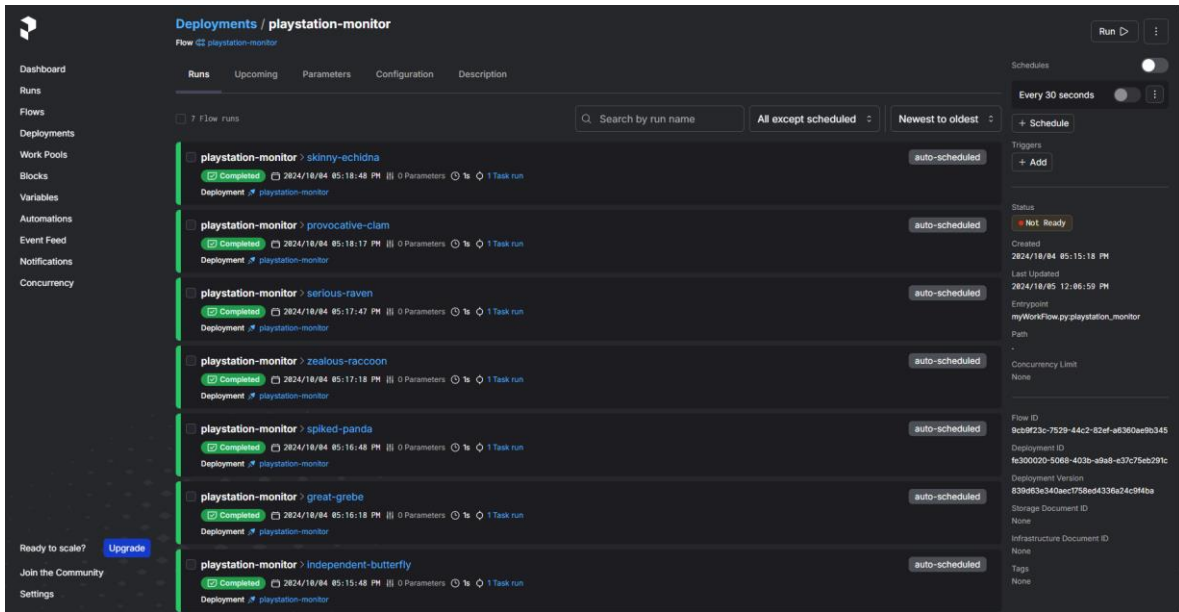 Deployments / playstation-monitor
Flow playstation-monitor
Run
Dashboard
Runs
Flows
Deployments
Work Pools
Blocks
Variables
Automations
Event Feed
Notifications
Concurrency
Ready to scale? Upgrade
Join the Community
Settings
Runs Upcoming Parameters Configuration Description
7 Flow runs
Search by run name
All except scheduled
Newest to oldest
playstation-monitor > skinny-echidna auto-scheduled
Completed 2024/10/04 05:18:48 PM 0 Parameters 1s 1 Task run
Deployment playstation-monitor
playstation-monitor > provocative-clam auto-scheduled
Completed 2024/10/04 05:18:17 PM 0 Parameters 1s 1 Task run
Deployment playstation-monitor
playstation-monitor > serious-raven auto-scheduled
Completed 2024/10/04 05:17:47 PM 0 Parameters 1s 1 Task run
Deployment playstation-monitor
playstation-monitor > zealous-raccoon auto-scheduled
Completed 2024/10/04 05:17:18 PM 0 Parameters 1s 1 Task run
Deployment playstation-monitor
playstation-monitor > spiked-panda auto-scheduled
Completed 2024/10/04 05:16:48 PM 0 Parameters 1s 1 Task run
Deployment playstation-monitor
playstation-monitor > great-grebe auto-scheduled
Completed 2024/10/04 05:16:18 PM 0 Parameters 1s 1 Task run
Deployment playstation-monitor
playstation-monitor > independent-butterfly auto-scheduled
Completed 2024/10/04 05:15:48 PM 0 Parameters 1s 1 Task run
Deployment playstation-monitor
Schedules
Every 30 seconds
+ Schedule
Triggers
+ Add
Status
Not Ready
Created
2024/10/04 05:15:18 PM
Last Updated
2024/10/05 12:06:59 PM
Entrypoint
myWorkFlow.py:playstation_monitor
Path
.
Concurrency Limit
None
Flow ID
9cb9f23c-7529-44c2-82ef-a6360ae9b345
Deployment ID
fe300020-5068-403b-a9a8-e37c75eb291c
Deployment Version
839d63e340aec1758ed4336a24c9f4ba
Storage Document ID
None
Infrastructure Document ID
None
Tags
None